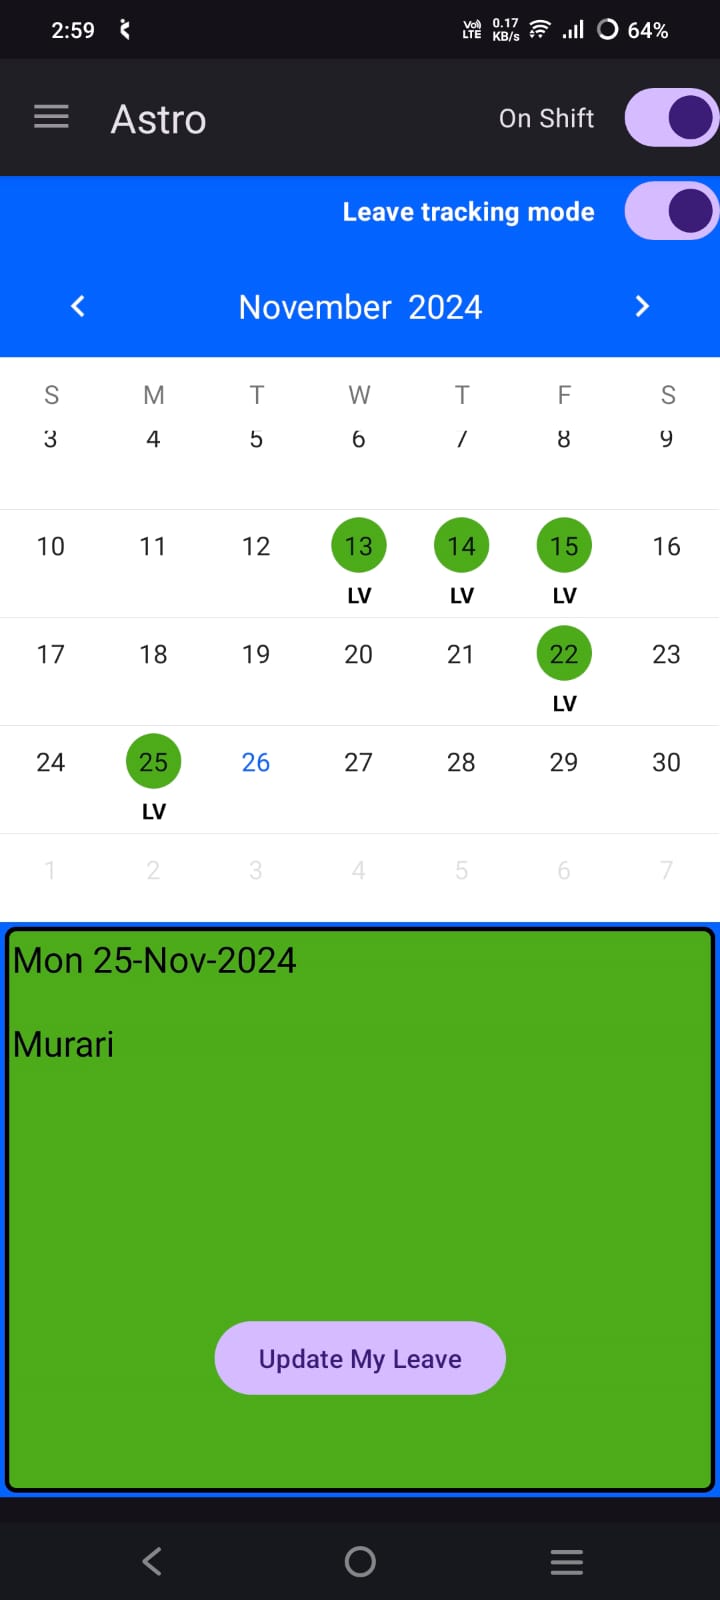 2:59 Vo) LTE 0.17 KB/s 64%
Astro On Shift
Leave tracking mode
November 2024
S M T W T F S
3 4 5 6 7 8 9
10 11 12 13 14 15 16
LV LV LV
17 18 19 20 21 22 23
LV
24 25 26 27 28 29 30
LV
1 2 3 4 5 6 7
Mon 25-Nov-2024
Murari
Update My Leave